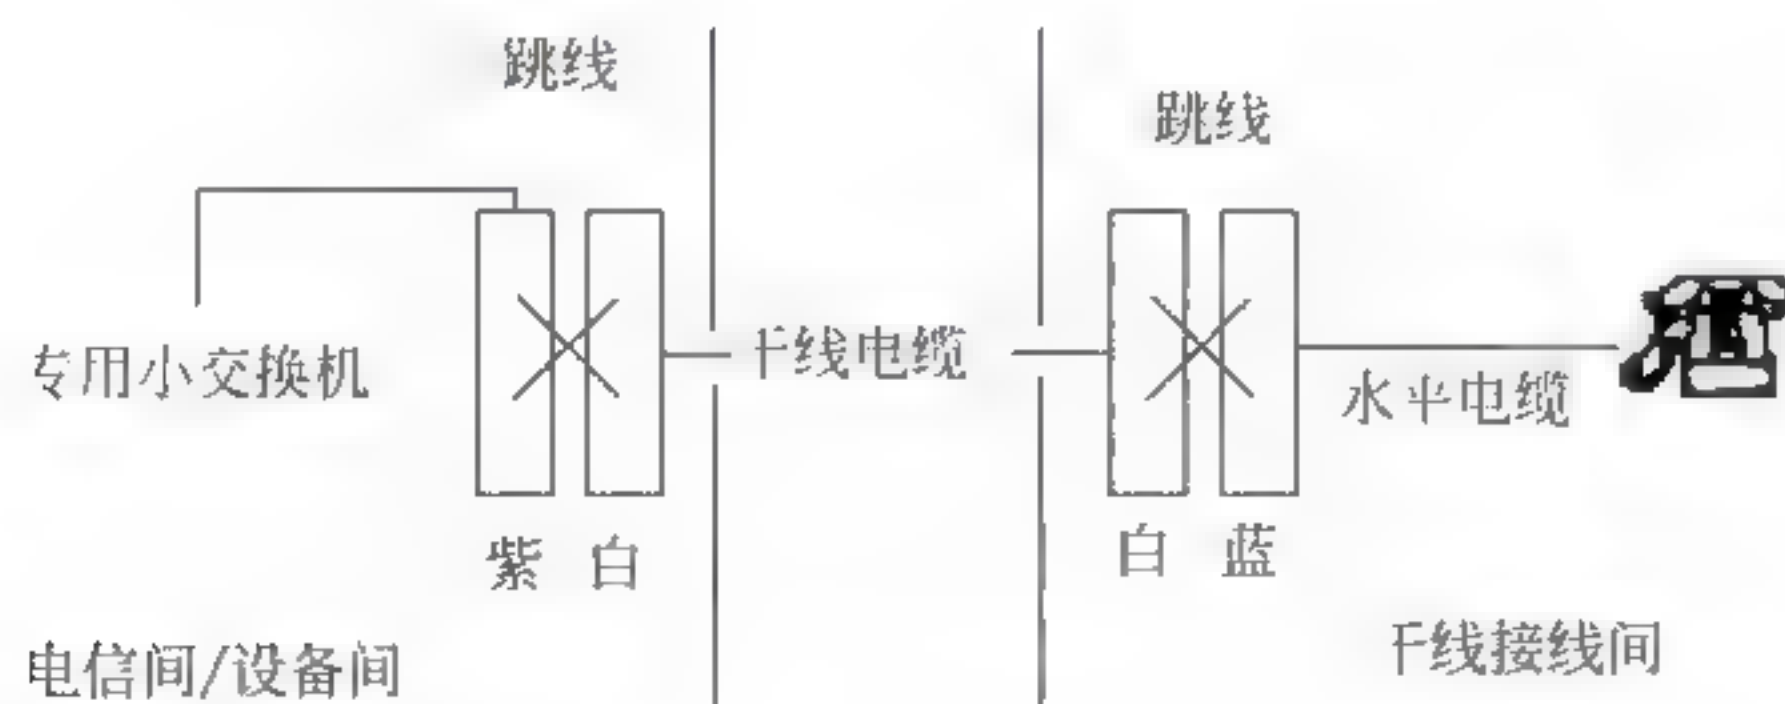 跳线
跳线
专用小交换机
干线电缆
水平电缆
紫 白
白 蓝
电信间/设备间
干线接线间